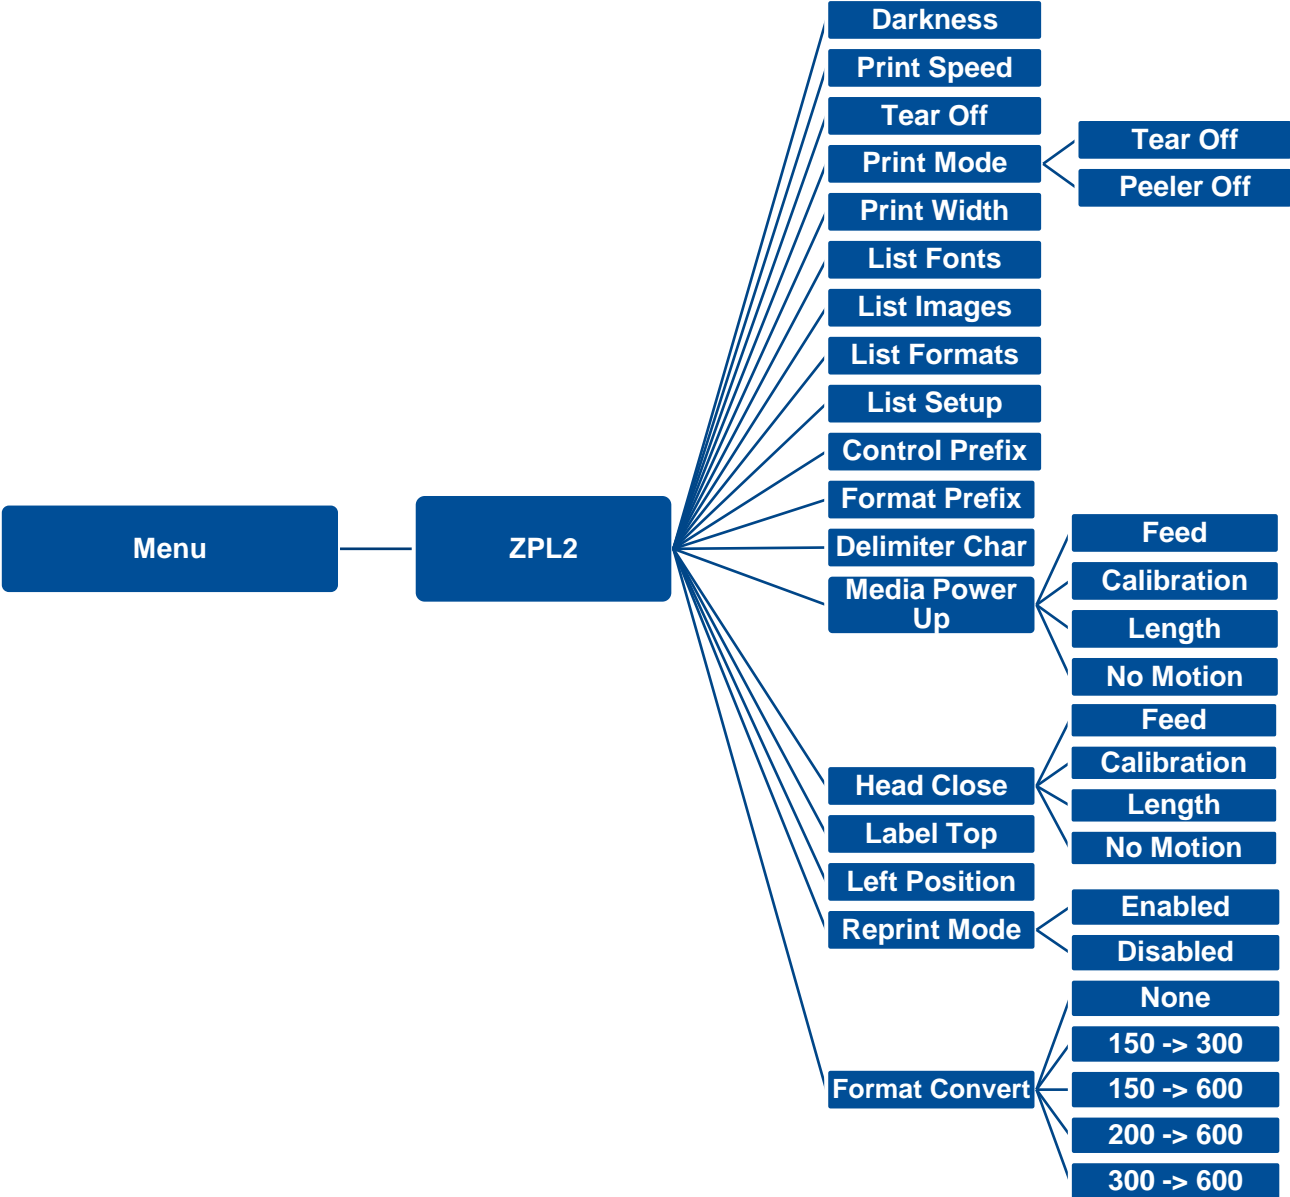 Menu
ZPL2
Darkness
Print Speed
Tear Off
Print Mode
Tear Off
Peeler Off
Print Width
List Fonts
List Images
List Formats
List Setup
Control Prefix
Format Prefix
Delimiter Char
Media Power
Up
Feed
Calibration
Length
No Motion
Head Close
Feed
Calibration
Length
No Motion
Label Top
Left Position
Reprint Mode
Enabled
Disabled
Format Convert
None
150 -> 300
150 -> 600
200 -> 600
300 -> 600